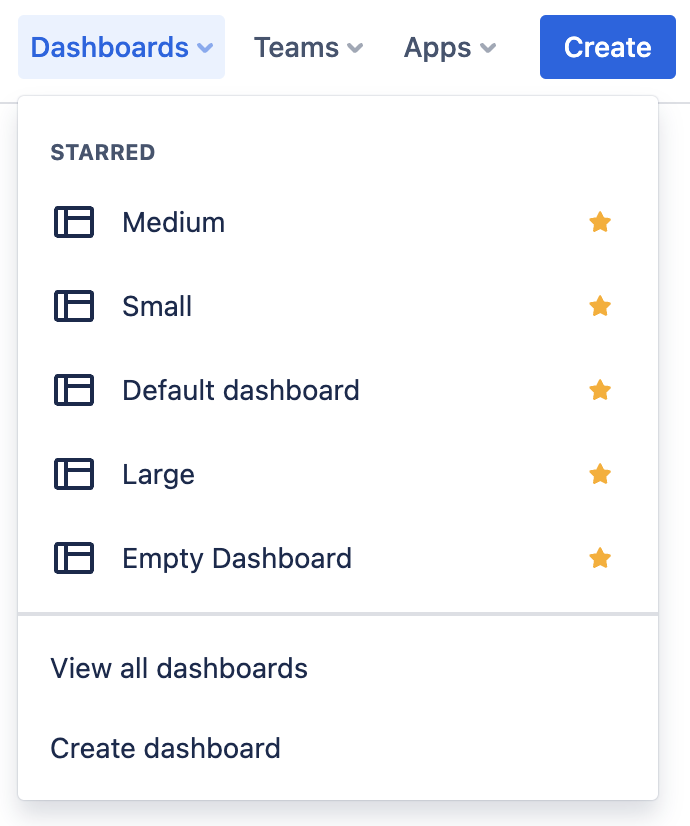 Dashboards Teams Apps Create
STARRED
Medium
Small
Default dashboard
Large
Empty Dashboard
View all dashboards
Create dashboard